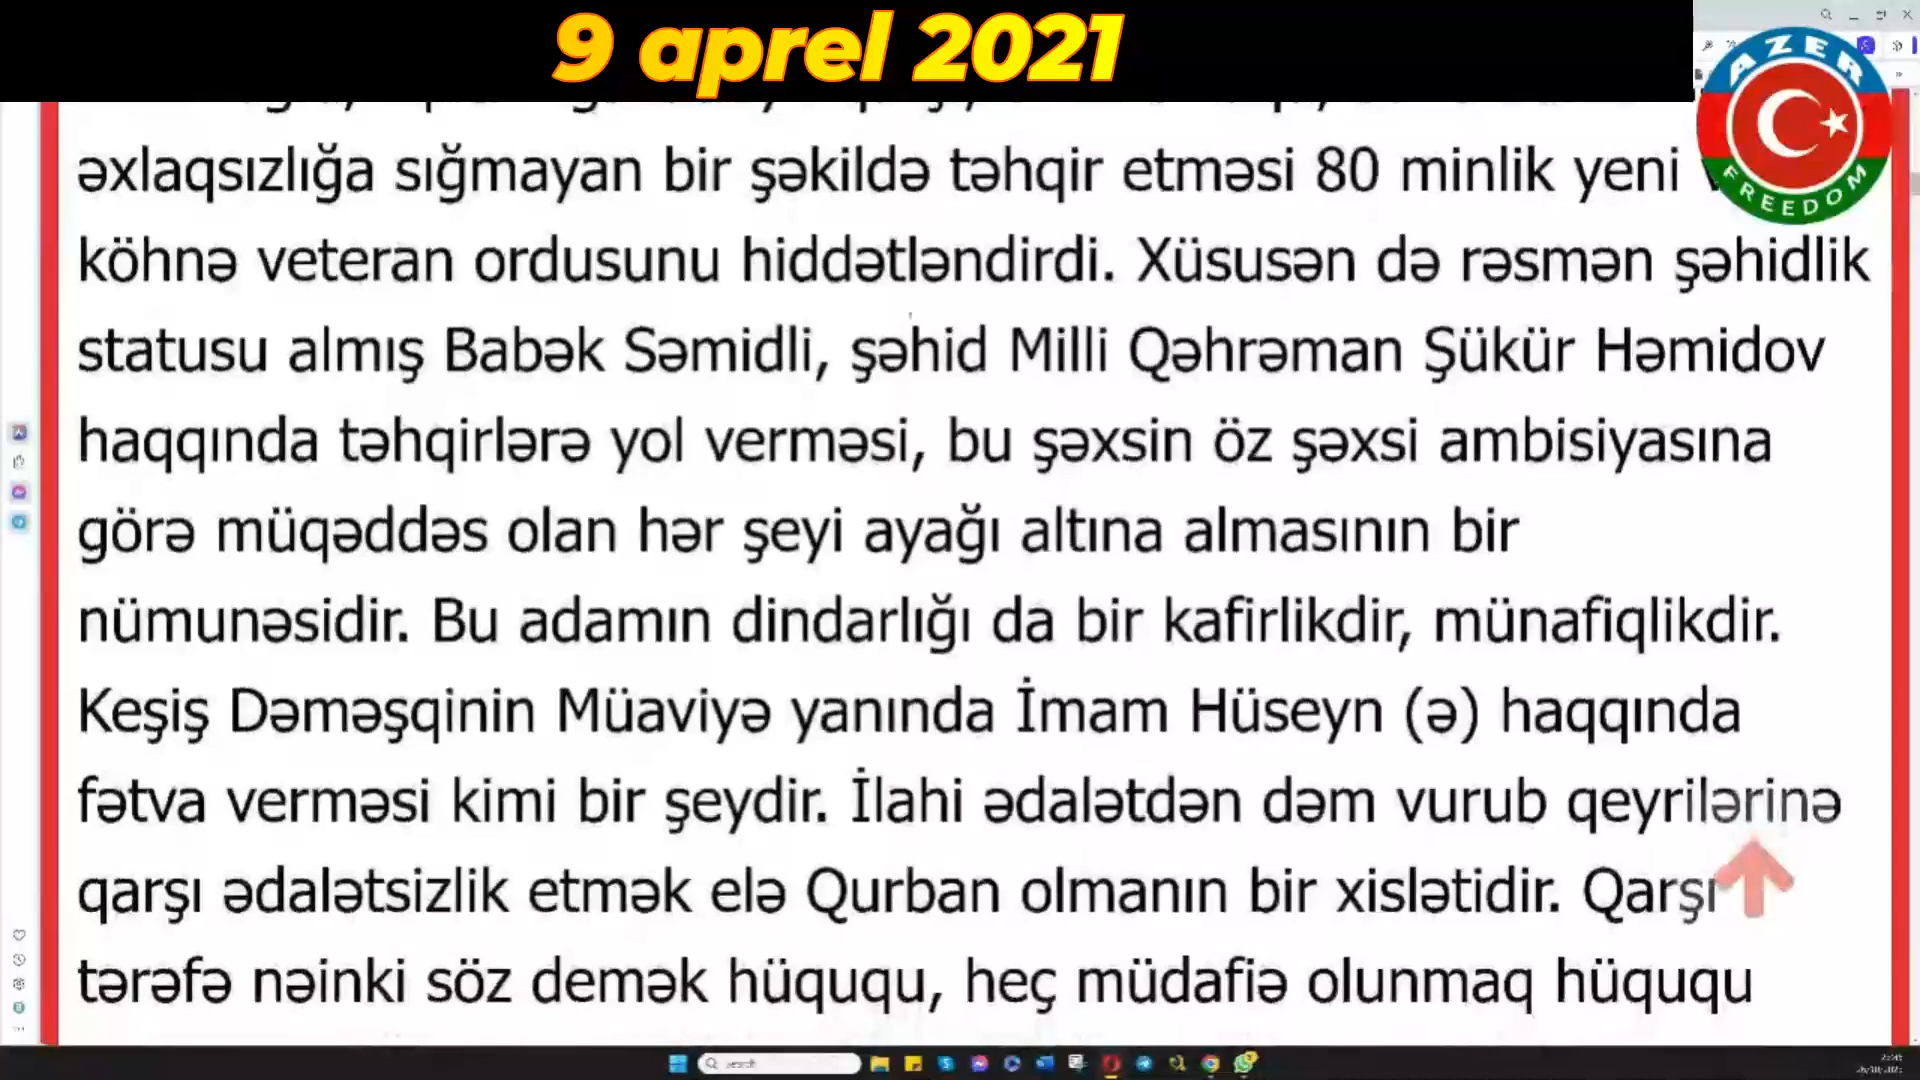 9 aprel 2021
AZER
FREEDOM
əxlaqsızlığa sığmayan bir şəkildə təhqir etməsi 80 minlik yeni
köhnə veteran ordusunu hiddətləndirdi. Xüsusən də rəsmən şəhidlik
statusu almış Babək Səmidli, şəhid Milli Qəhrəman Şükür Həmidov
haqqında təhqirlərə yol verməsi, bu şəxsin öz şəxsi ambisiyasına
görə müqəddəs olan hər şeyi ayağı altına almasının bir
nümunəsidir. Bu adamın dindarlığı da bir kafirlikdir, münafiqlikdir.
Keşiş Dəməşqinin Müaviyə yanında İmam Hüseyn (ə) haqqında
fətva verməsi kimi bir şeydir. İlahi ədalətdən dəm vurub qeyrilərinə
qarşı ədalətsizlik etmək elə Qurban olmanın bir xislətidir. Qarşı
tərəfə nəinki söz demək hüququ, heç müdafiə olunmaq hüququ